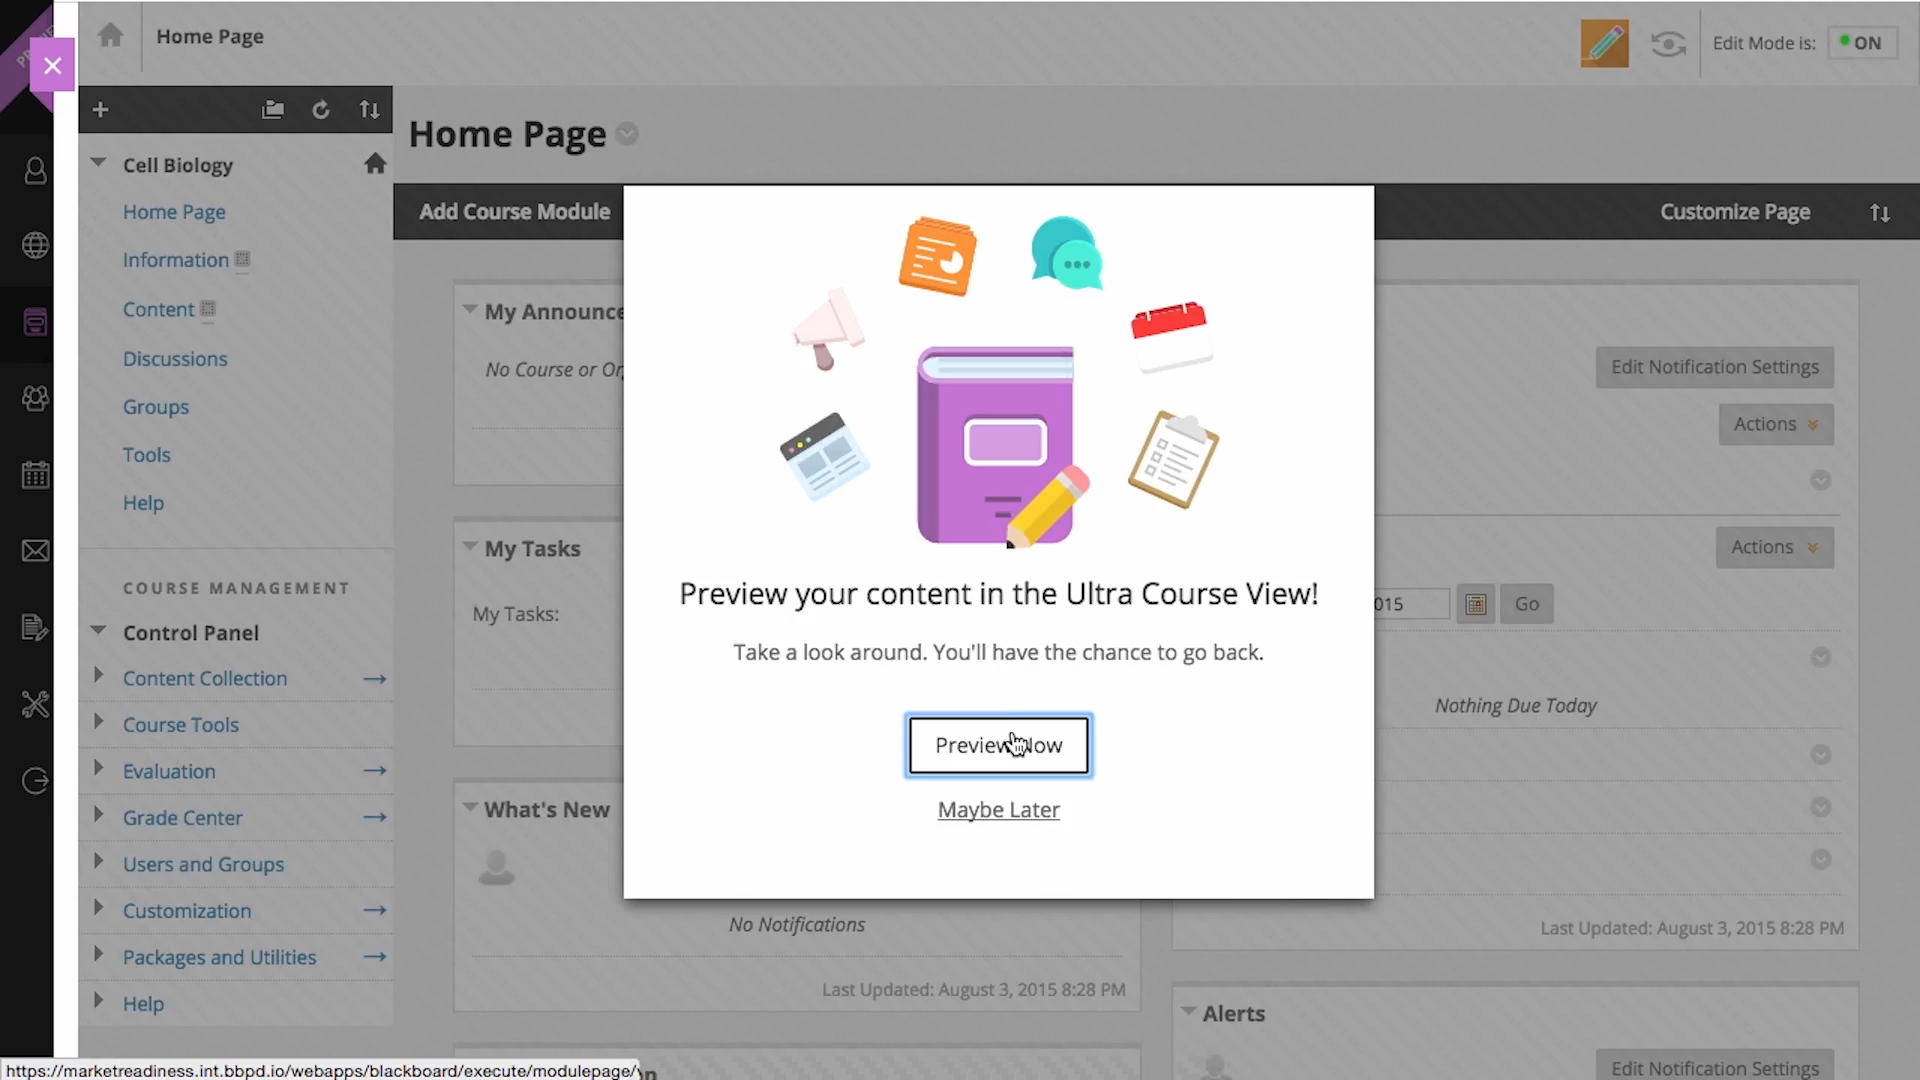 Home Page
Edit Mode is:
ON
Cell Biology
Home Page
Information
Content
Discussions
Groups
Tools
Help
COURSE MANAGEMENT
Control Panel
Content Collection
Course Tools
Evaluation
Grade Center
Users and Groups
Customization
Packages and Utilities
Help
Home Page
Add Course Module
Customize Page
My Announce
No Course or Or
My Tasks
My Tasks:
What's New
No Notifications
Last Updated: August 3, 2015 8:28 PM
Preview your content in the Ultra Course View!
Take a look around. You'll have the chance to go back.
Preview Now
Maybe Later
Edit Notification Settings
Actions
Actions
015
Go
Nothing Due Today
Last Updated: August 3, 2015 8:28 PM
Alerts
Edit Notification Settings
https://marketreadiness.int.bbpd.io/webapps/blackboard/execute/modulepage/